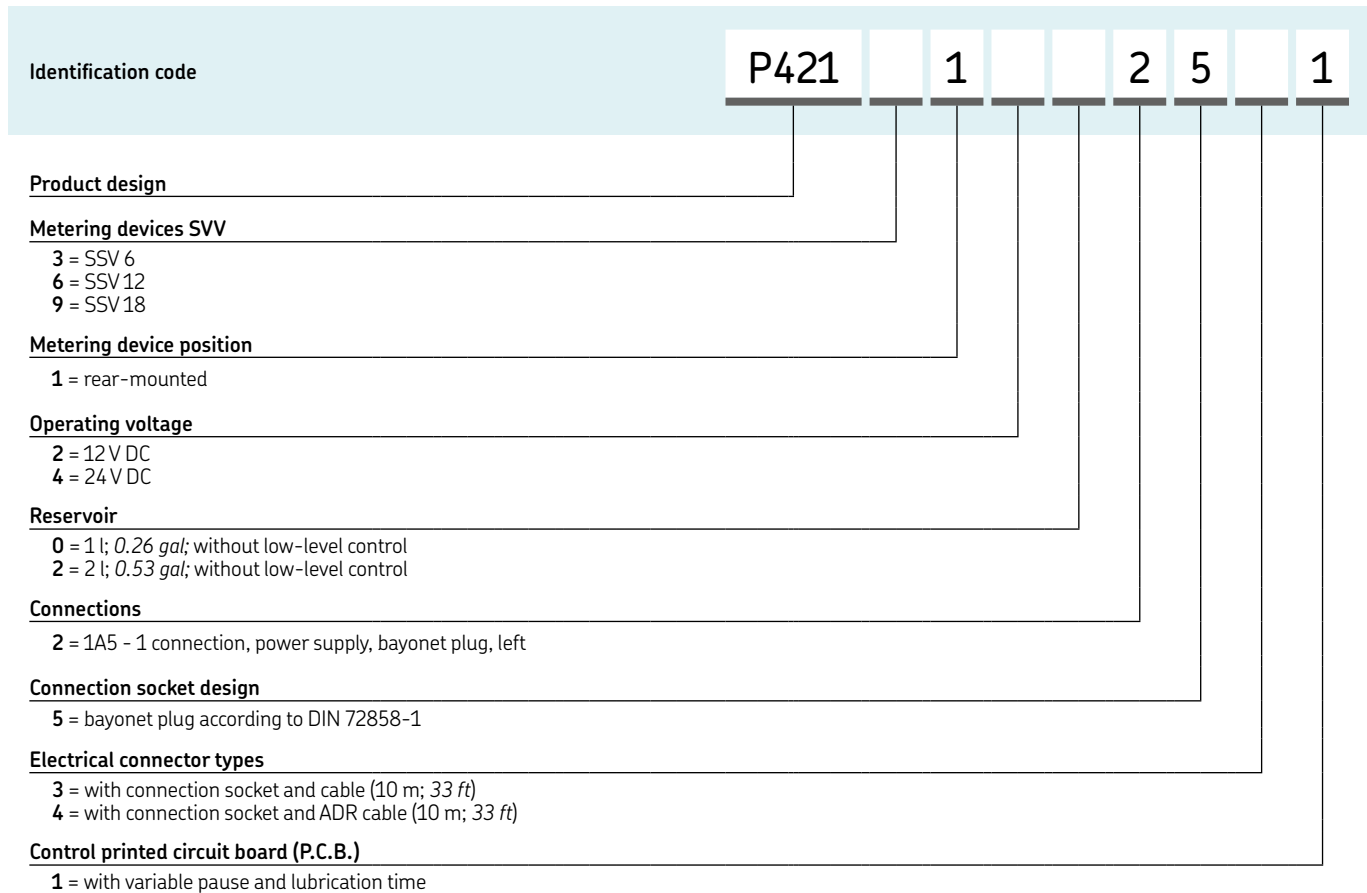 Identification code P421 1 2 5 1
Product design
Metering devices SVV
3 = SSV 6
6 = SSV 12
9 = SSV 18
Metering device position
1 = rear-mounted
Operating voltage
2 = 12 V DC
4 = 24 V DC
Reservoir
0 = 1 l; 0.26 gal; without low-level control
2 = 2 l; 0.53 gal; without low-level control
Connections
2 = 1A5 - 1 connection, power supply, bayonet plug, left
Connection socket design
5 = bayonet plug according to DIN 72858-1
Electrical connector types
3 = with connection socket and cable (10 m; 33 ft)
4 = with connection socket and ADR cable (10 m; 33 ft)
Control printed circuit board (P.C.B.)
1 = with variable pause and lubrication time